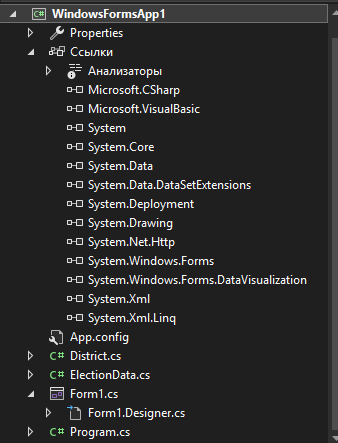 C# WindowsFormsApp1
Properties
Ссылки
Анализаторы
Microsoft.CSharp
Microsoft.VisualBasic
System
System.Core
System.Data
System.Data.DataSetExtensions
System.Deployment
System.Drawing
System.Net.Http
System.Windows.Forms
System.Windows.Forms.DataVisualization
System.Xml
System.Xml.Linq
App.config
C# District.cs
C# ElectionData.cs
Form1.cs
Form1.Designer.cs
C# Program.cs